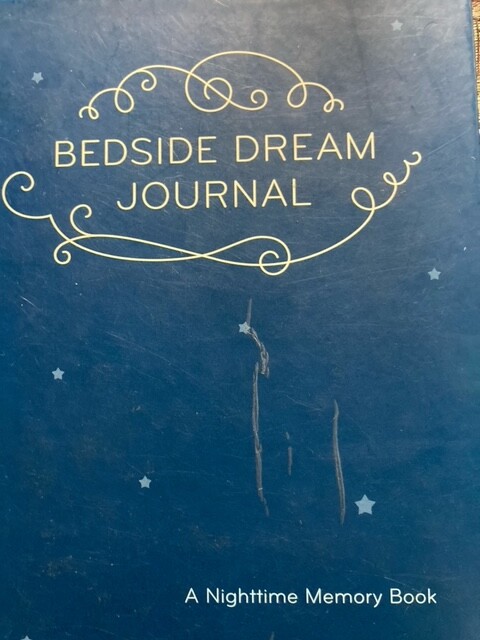 BEDSIDE DREAM
JOURNAL
A Nighttime Memory Book